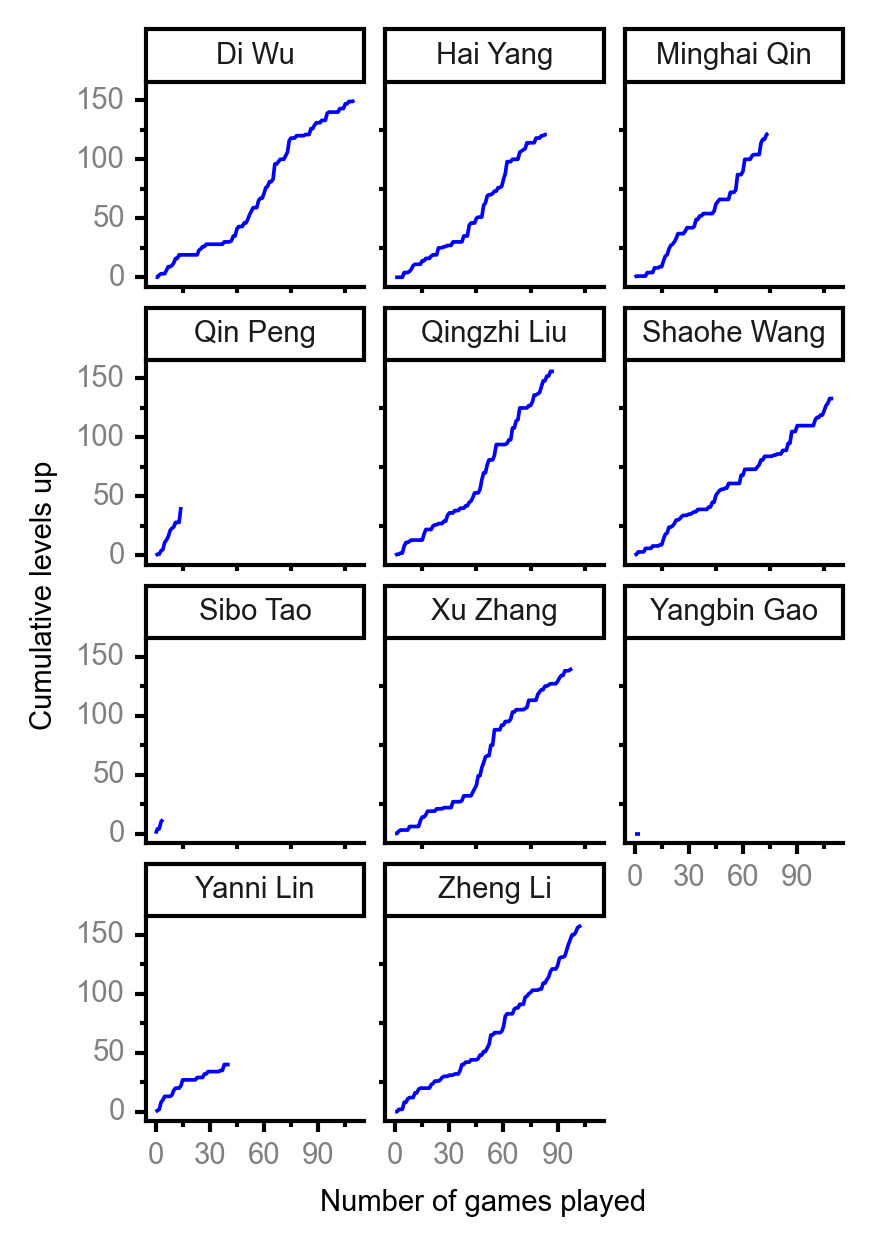 Di Wu
Hai Yang
Minghai Qin
150
100
50
0
Qin Peng
Qingzhi Liu
Shaohe Wang
150
100
50
0
Cumulative levels up
Sibo Tao
Xu Zhang
Yangbin Gao
150
100
50
0
0 30 60 90
Yanni Lin
Zheng Li
150
100
50
0
0 30 60 90
0 30 60 90
Number of games played